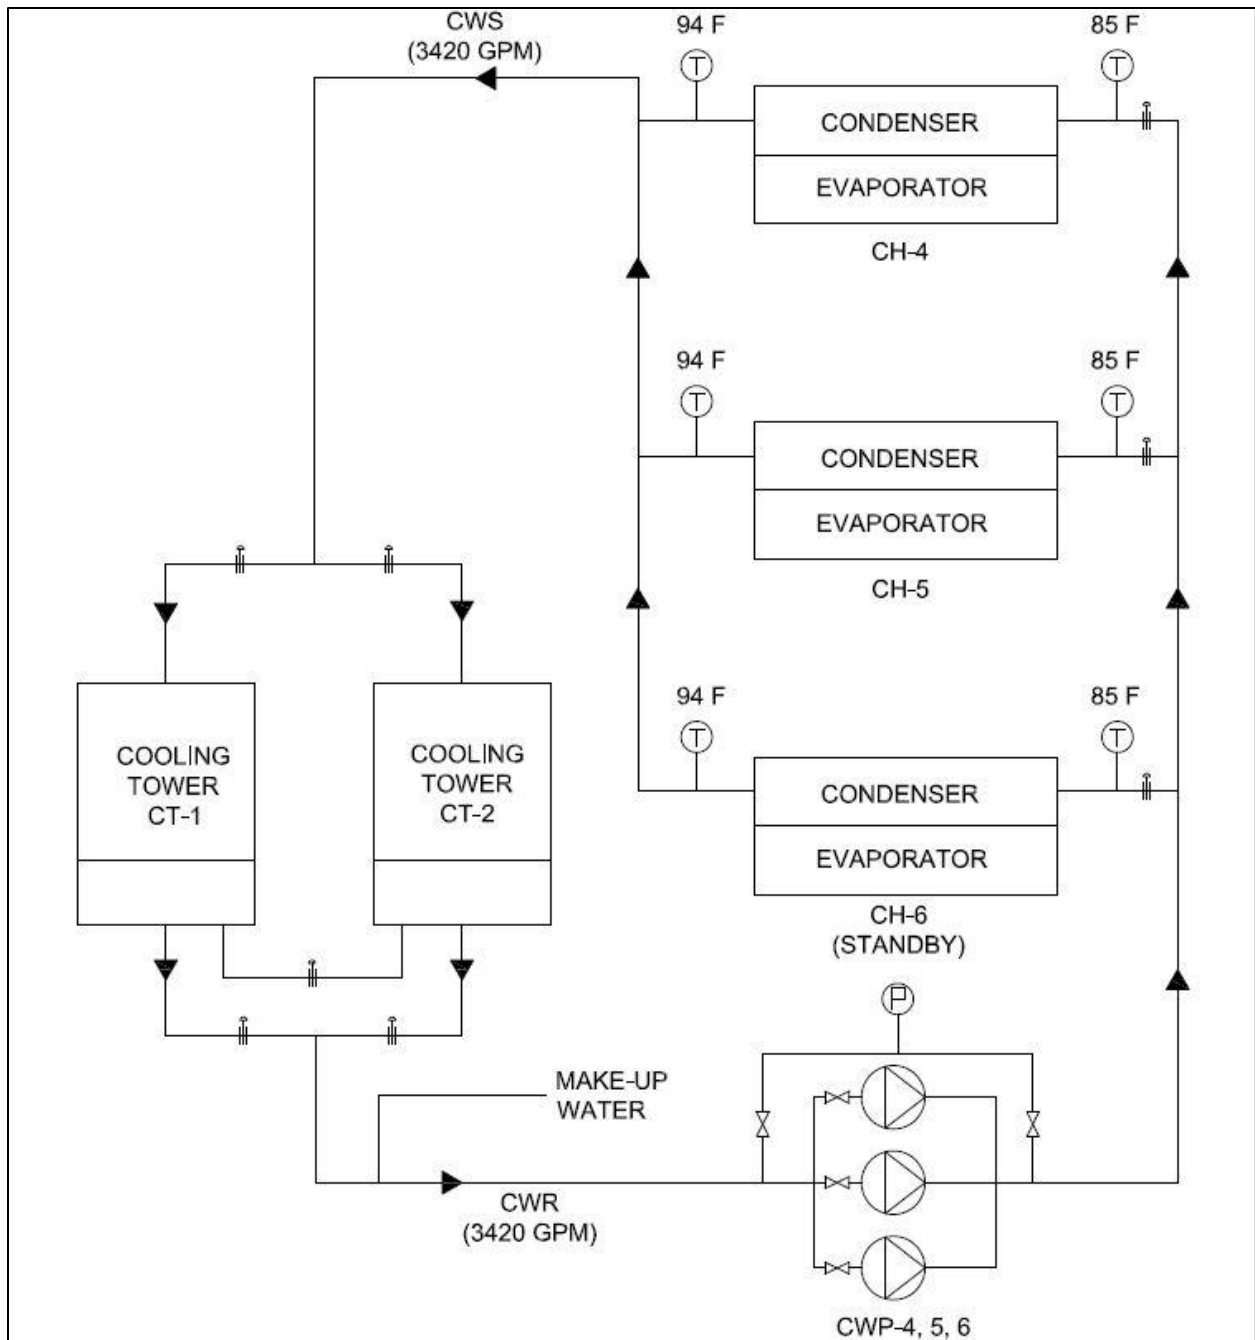 CWS
(3420 GPM)
94 F
85 F
T
T
CONDENSER
EVAPORATOR
CH-4
94 F
85 F
T
T
CONDENSER
EVAPORATOR
CH-5
94 F
85 F
T
T
CONDENSER
EVAPORATOR
CH-6
(STANDBY)
COOLING
TOWER
CT-1
COOLING
TOWER
CT-2
P
MAKE-UP
WATER
CWR
(3420 GPM)
CWP-4, 5, 6